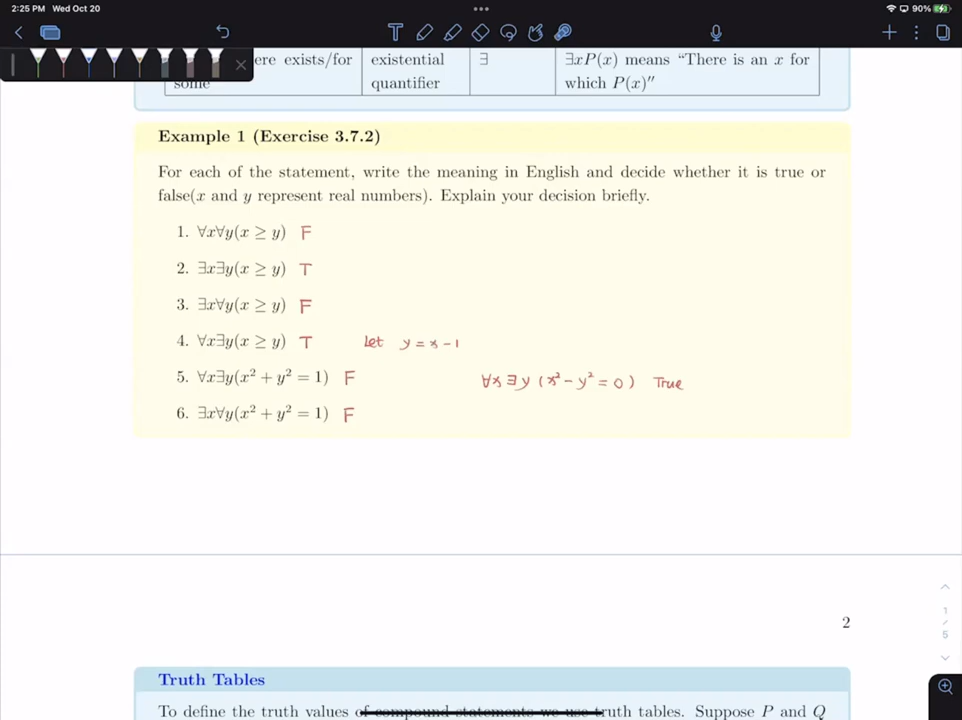 2:25 PM Wed Oct 20
90%
ere exists/for existential ∃ ∃xP(x) means “There is an x for
some quantifier which P(x)”
Example 1 (Exercise 3.7.2)
For each of the statement, write the meaning in English and decide whether it is true or
false(x and y represent real numbers). Explain your decision briefly.
1. ∀x∀y(x ≥ y) F
2. ∃x∃y(x ≥ y) T
3. ∃x∀y(x ≥ y) F
4. ∀x∃y(x ≥ y) T Let y = x - 1
5. ∀x∃y(x² + y² = 1) F ∀x ∃y (x² - y² = 0) True
6. ∃x∀y(x² + y² = 1) F
1
/
5
2
Truth Tables
To define the truth values of compound statements we use truth tables. Suppose P and Q